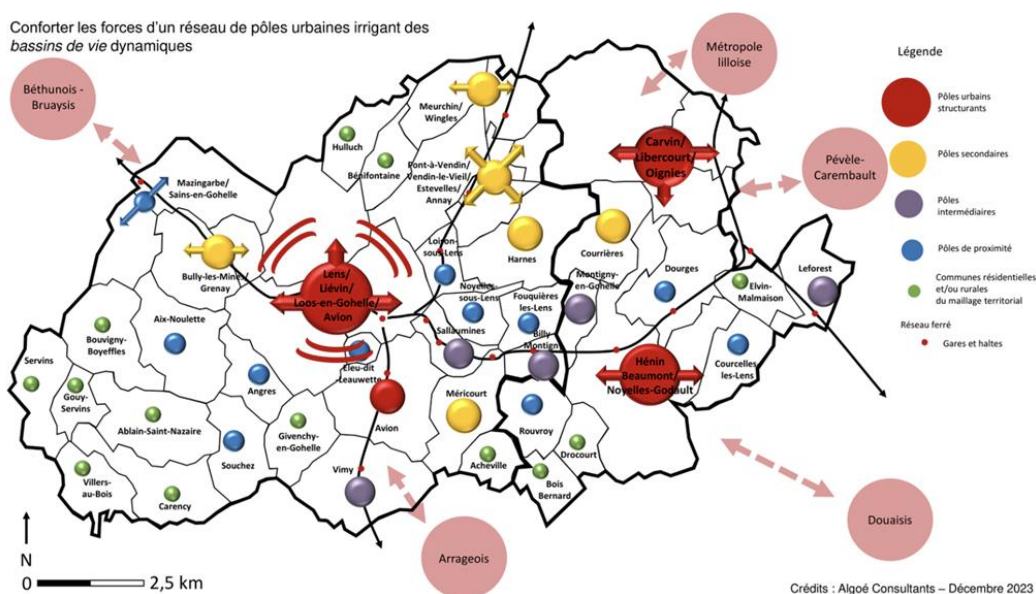 Conforter les forces d’un réseau de pôles urbaines irrigant des
bassins de vie dynamiques
Béthunois -
Bruaysis
Métropole
lilloise
Pévèle-
Carembault
Douaisis
Arrageois
Mazingarbe/
Sains-en-Gohelle
Hulluch
Bénifontaine
Meurchin/
Wingles
Pont-à-Vendin/
Vendin-le-Vieil/
Estevelles/
Annay
Carvin/
Libercourt/
Oignies
Bully-les-Mines/
Grenay
Lens/
Liévin/
Loos-en-Gohelle/
Avion
Loison-
sous-Lens
Harnes
Courrières
Montigny-
en-Gohelle
Dourges
Elvin-
Malmaison
Leforest
Noyelles
sous-Lens
Fouquières
les-Lens
Sallaumines
Billy
Montign
Bouvigny-
Boyeffles
Aix-Noulette
Servins
Gouy-
Servins
Angres
Eleu-dit
Leauwette
Hénin
Beaumont/
Noyelles-Godault
Courcelles
les-Lens
Ablain-Saint-Nazaire
Souchez
Givenchy-
en-Gohelle
Avion
Méricourt
Rouvroy
Drocourt
Villers-
au-Bois
Carency
Vimy
Acheville
Bois
Bernard
Légende
Pôles urbains
structurants
Pôles secondaires
Pôles
intermédiaires
Pôles de proximité
Communes résidentielles
et/ou rurales
du maillage territorial
Réseau ferré
Gares et haltes
N
0 2,5 km
Crédits : Algoé Consultants – Décembre 2023